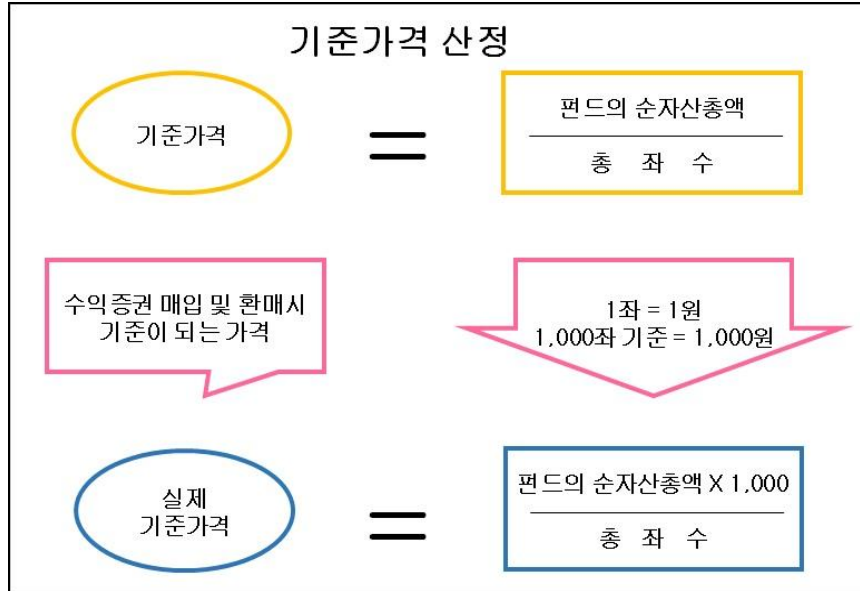 기준가격 산정
기준가격
=
펀드의 순자산총액
총 좌 수
수익증권 매입 및 환매시
기준이 되는 가격
1좌 = 1원
1,000좌 기준 = 1,000원
실제
기준가격
=
펀드의 순자산총액 X 1,000
총 좌 수